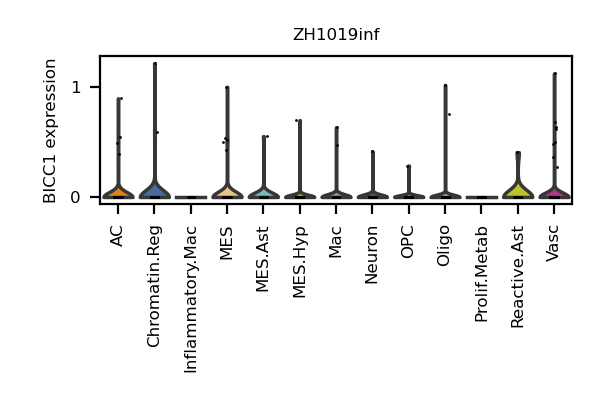 ZH1019inf
BICC1 expression
1
0
AC
Chromatin.Reg
Inflammatory.Mac
MES
MES.Ast
MES.Hyp
Mac
Neuron
OPC
Oligo
Prolif.Metab
Reactive.Ast
Vasc